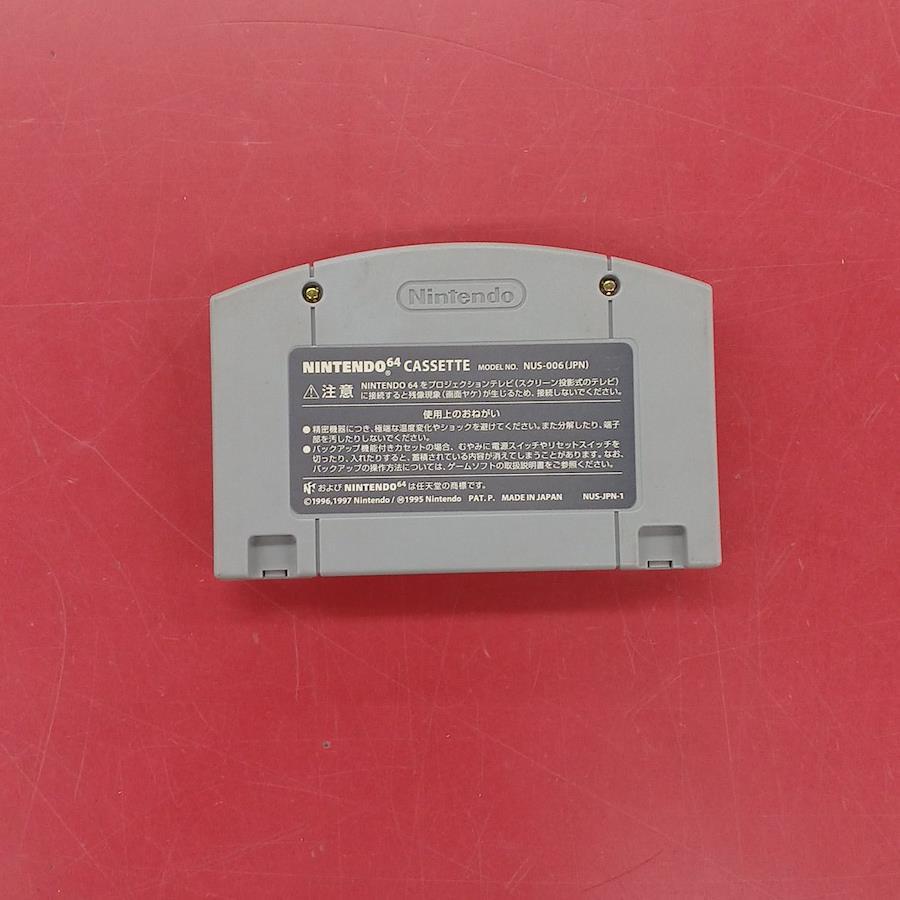 Nintendo
NINTENDO64 CASSETTE MODEL NO. NUS-006(JPN)
⚠注意 NINTENDO 64をプロジェクションテレビ(スクリーン投影式のテレビ)
に接続すると残像現象(画面ヤケ)が生じるため、接続しないでください。
使用上のおねがい
●精密機器につき、極端な温度変化やショックを避けてください。また分解したり、端子
部を汚したりしないでください。
●バックアップ機能付きカセットの場合、むやみに電源スイッチやリセットスイッチを
切ったり、入れたりすると、蓄積されている内容が消えてしまうことがあります。なお、
バックアップの操作方法については、ゲームソフトの取扱説明書をご参照ください。
およびNINTENDO64は任天堂の商標です。
©1996,1997 Nintendo/Ⓜ1995 Nintendo PAT. P. MADE IN JAPAN NUS-JPN-1